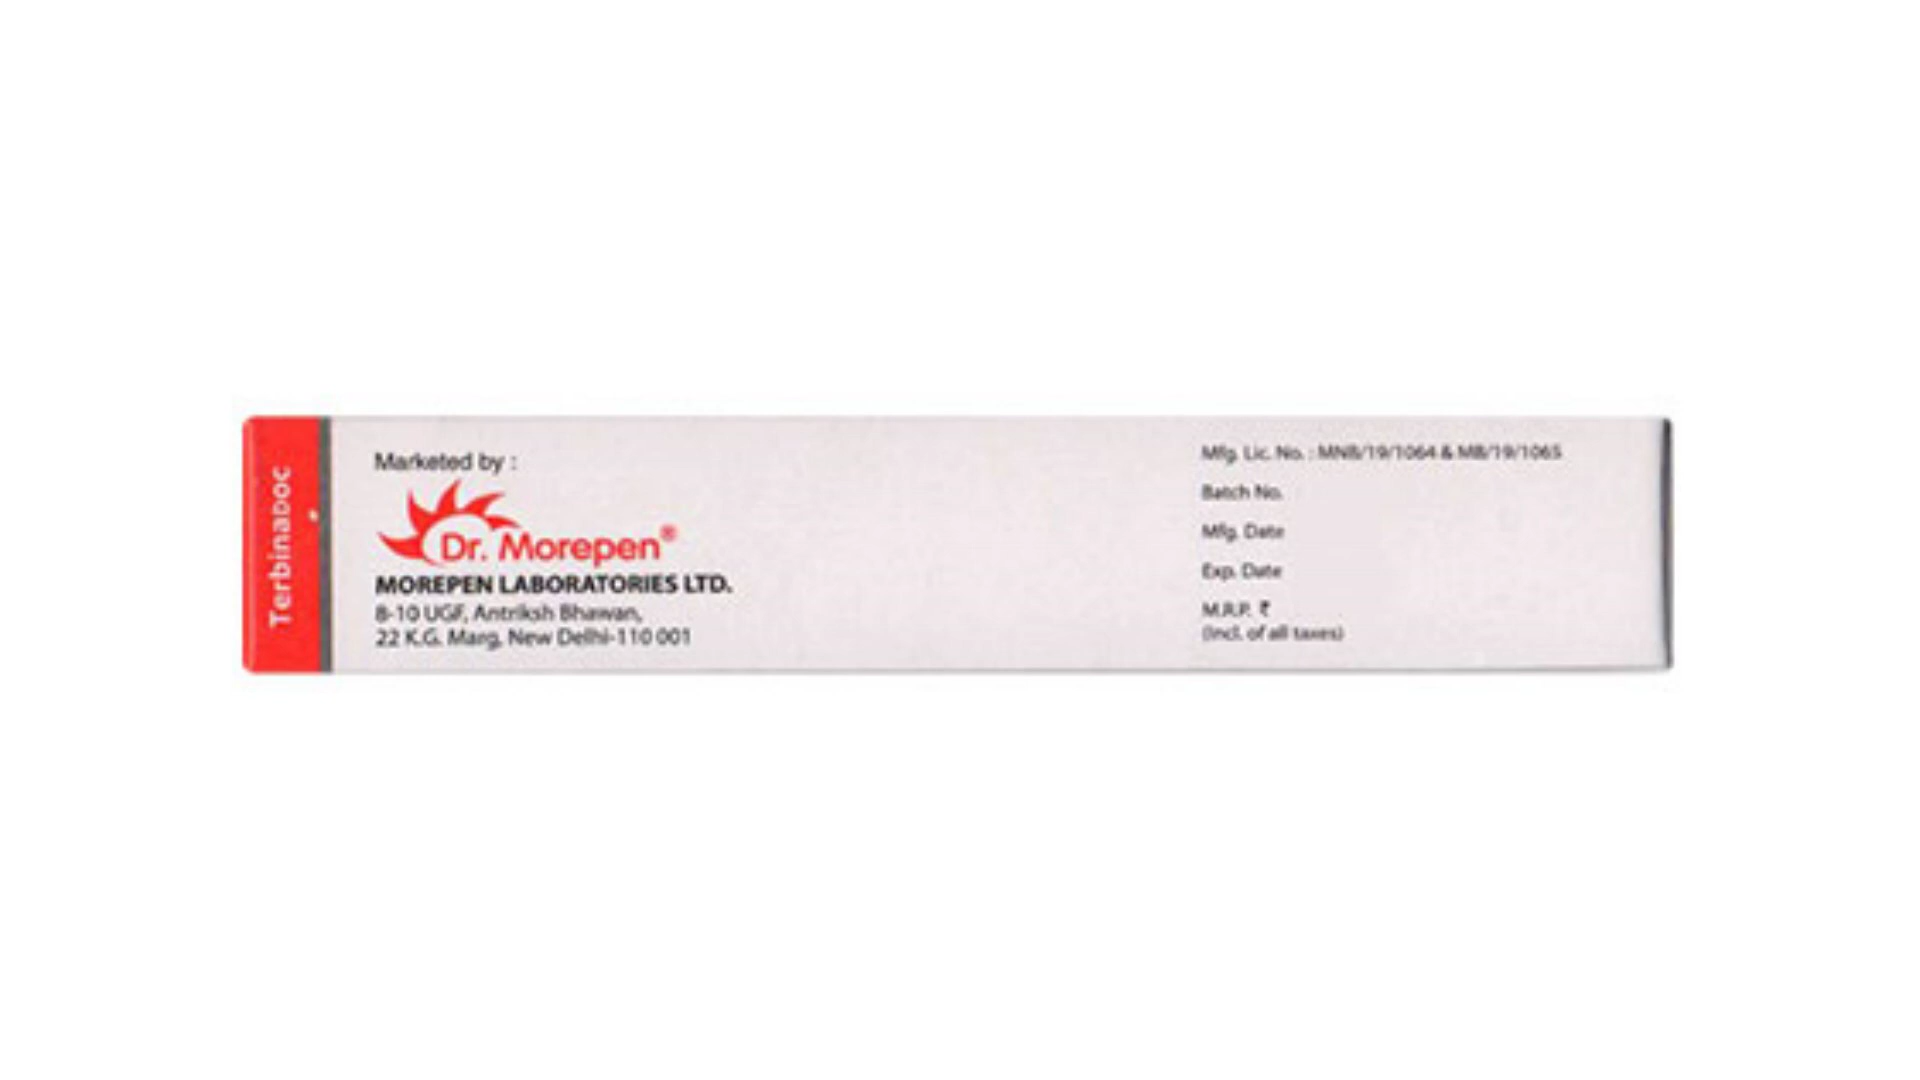 Terbinadoc
Marketed by :
Dr. Morepen®
MOREPEN LABORATORIES LTD.
8-10 UGF, Antriksh Bhawan,
22 K.G. Marg, New Delhi-110 001
Mfg. Lic. No. : MNB/19/1064 & MB/19/1065
Batch No.
Mfg. Date
Exp. Date
M.R.P. ₹
(Incl. of all taxes)